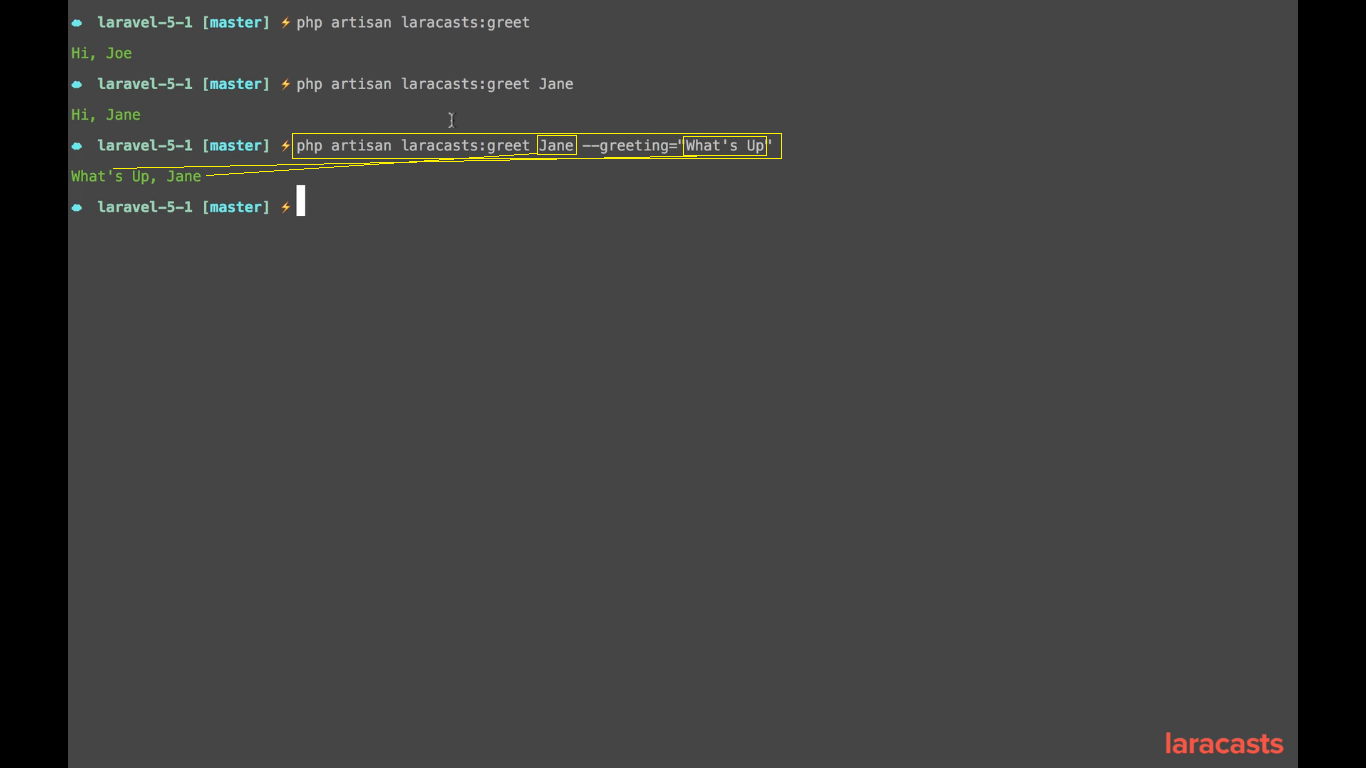 laravel-5-1 [master] ⚡php artisan laracasts:greet
Hi, Joe
laravel-5-1 [master] ⚡php artisan laracasts:greet Jane
Hi, Jane
laravel-5-1 [master] ⚡php artisan laracasts:greet Jane --greeting="What's Up"
What's Up, Jane
laravel-5-1 [master] ⚡
laracasts